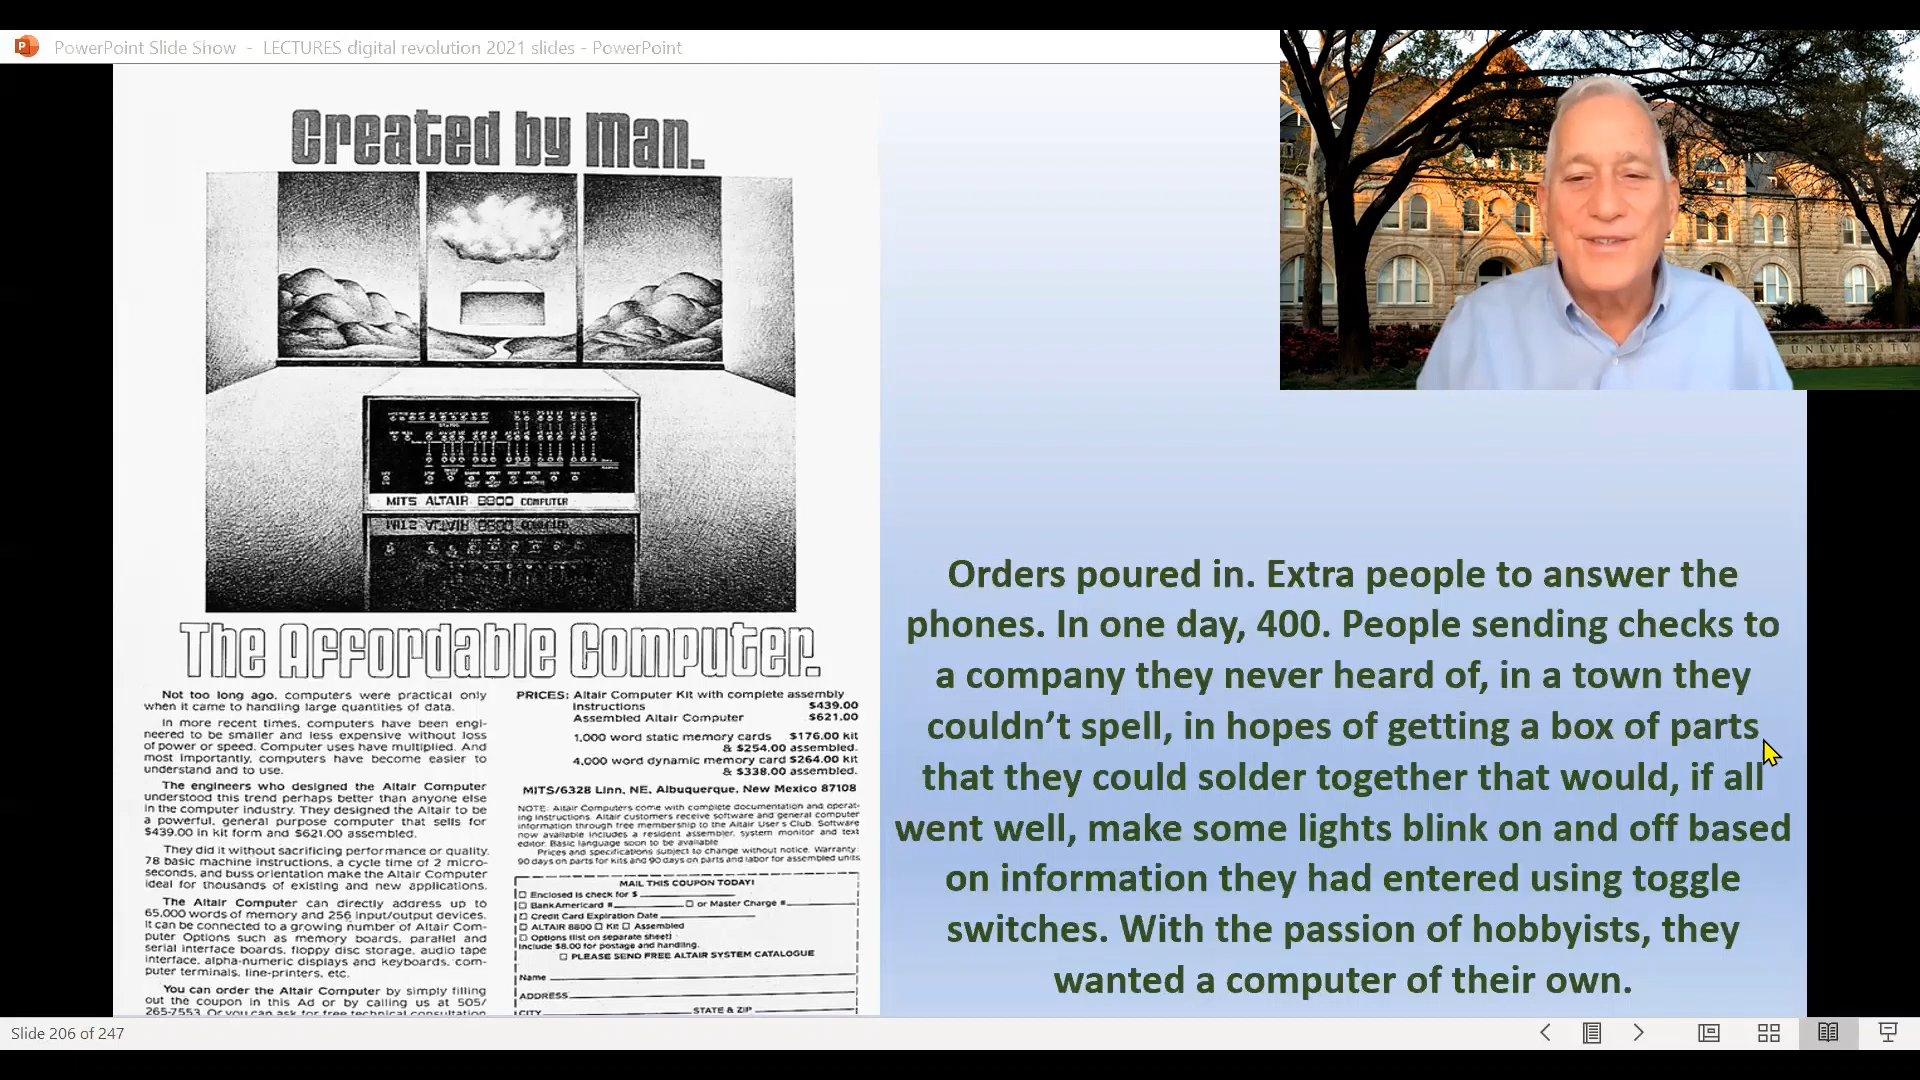 PowerPoint Slide Show - LECTURES digital revolution 2021 slides - PowerPoint
Created by Man.
MITS ALTAIR 8800 COMPUTER
The Affordable Computer.
Not too long ago, computers were practical only
when it came to handling large quantities of data.
In more recent times, computers have been engi-
neered to be smaller and less expensive without loss
of power or speed. Computer uses have multiplied. And
most importantly, computers have become easier to
understand and to use.
The engineers who designed the Altair Computer
understood this trend perhaps better than anyone else
in the computer industry. They designed the Altair to be
a powerful, general purpose computer that sells for
$439.00 in kit form and $621.00 assembled.
They did it without sacrificing performance or quality.
78 basic machine instructions, a cycle time of 2 micro-
seconds, and buss orientation make the Altair Computer
ideal for thousands of existing and new applications.
The Altair Computer can directly address up to
65,000 words of memory and 256 input/output devices.
It can be connected to a growing number of Altair Com-
puter Options such as memory boards, parallel and
serial interface boards, floppy disc storage, audio tape
interface, alpha-numeric displays and keyboards, com-
puter terminals, line-printers, etc.
You can order the Altair Computer by simply filling
out the coupon in this Ad or by calling us at 505/
265-7553. Or you can ask for free technical consultation
PRICES: Altair Computer Kit with complete assembly
instructions $439.00
Assembled Altair Computer $621.00
1,000 word static memory cards $176.00 kit
& $254.00 assembled.
4,000 word dynamic memory card $264.00 kit
& $338.00 assembled.
MITS/6328 Linn, NE, Albuquerque, New Mexico 87108
NOTE: Altair Computers come with complete documentation and operat-
ing instructions. Altair customers receive software and general computer
information through free membership to the Altair User's Club. Software
now available includes a resident assembler, system monitor and text
editor. Basic language soon to be available
Prices and specifications subject to change without notice. Warranty:
90 days on parts for kits and 90 days on parts and labor for assembled units.
MAIL THIS COUPON TODAY!
Enclosed is check for $
BankAmericard # or Master Charge #
Credit Card Expiration Date
ALTAIR 8800 Kit Assembled
Options (list on separate sheet)
Include $8.00 for postage and handling.
PLEASE SEND FREE ALTAIR SYSTEM CATALOGUE
Name
ADDRESS
CITY STATE & ZIP
UNIVERSITY
Orders poured in. Extra people to answer the
phones. In one day, 400. People sending checks to
a company they never heard of, in a town they
couldn’t spell, in hopes of getting a box of parts
that they could solder together that would, if all
went well, make some lights blink on and off based
on information they had entered using toggle
switches. With the passion of hobbyists, they
wanted a computer of their own.
Slide 206 of 247